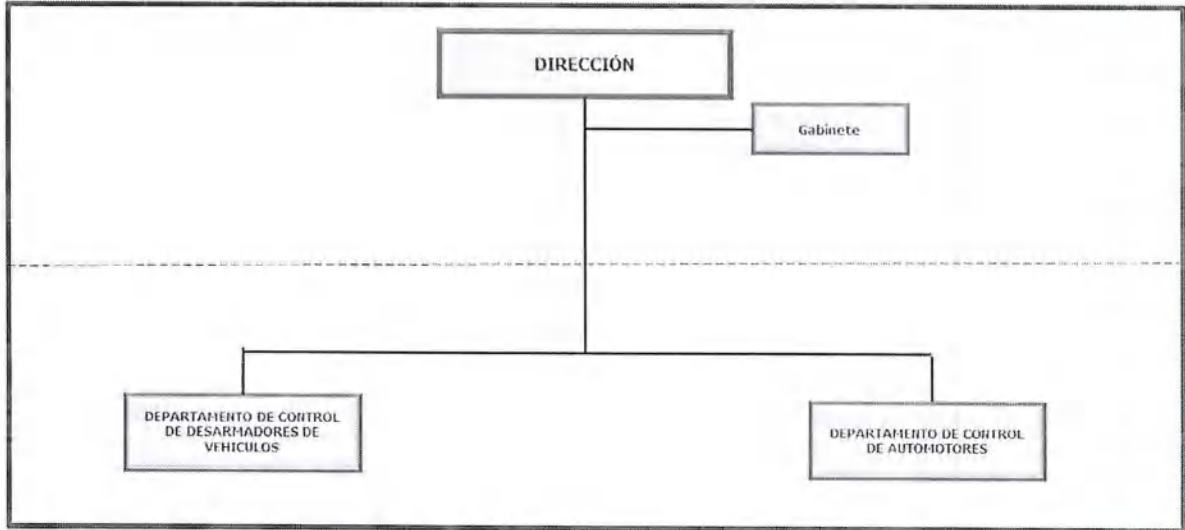 DIRECCIÓN
Gabinete
DEPARTAMENTO DE CONTROL
DE DESARMADORES DE
VEHICULOS
DEPARTAMENTO DE CONTROL
DE AUTOMOTORES